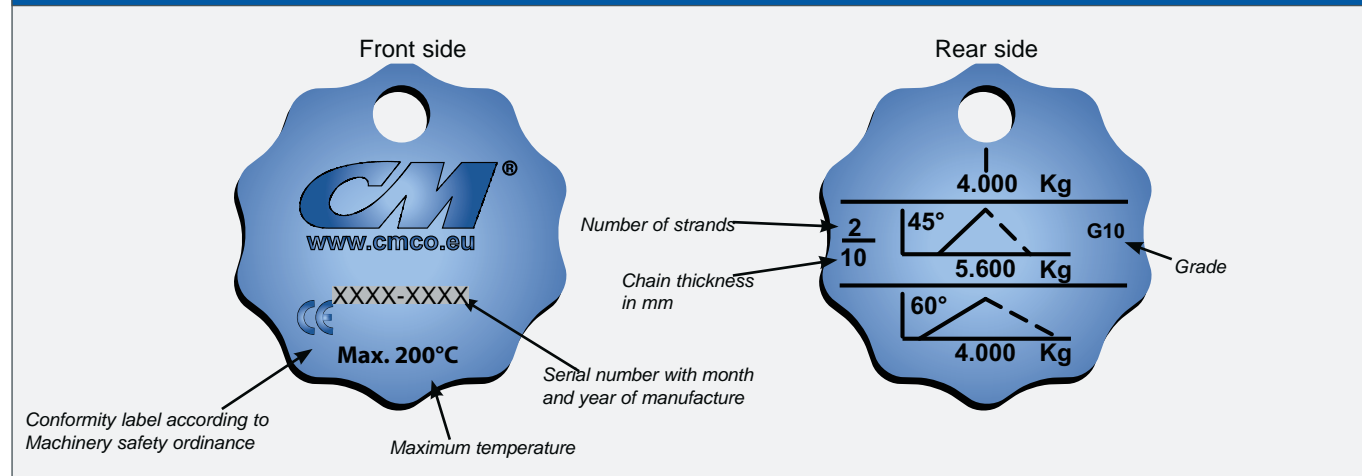 Front side
CM®
www.cmco.eu
XXXX-XXXX
CE
Max. 200°C
Conformity label according to
Machinery safety ordinance
Maximum temperature
Serial number with month
and year of manufacture
Rear side
4.000 Kg
Number of strands
2
10
Chain thickness
in mm
45°
5.600 Kg
G10
Grade
60°
4.000 Kg